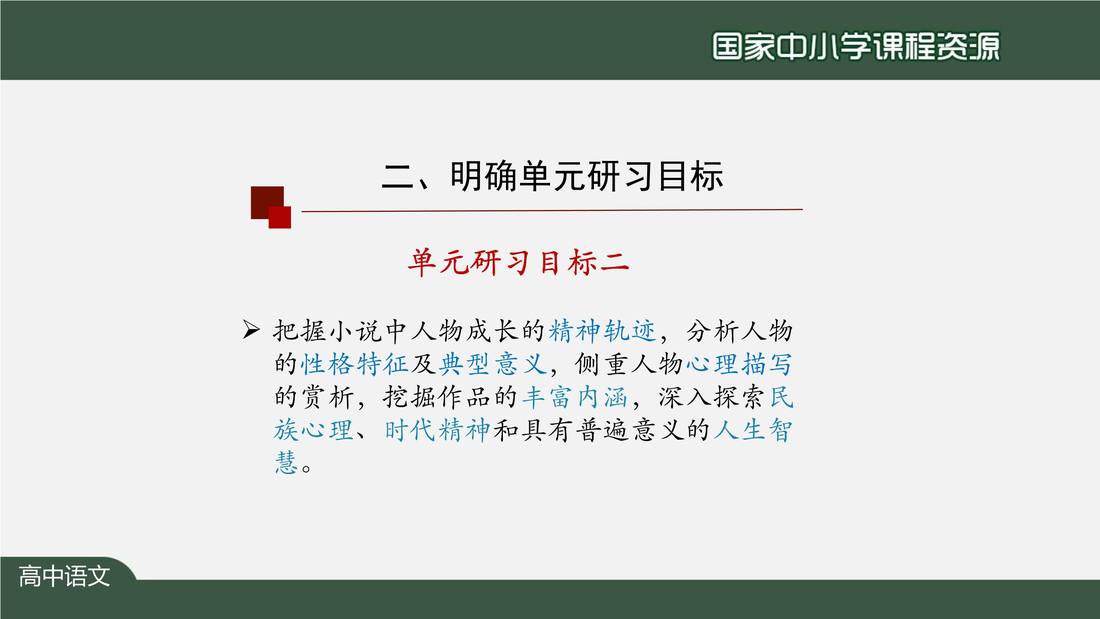 国家中小学课程资源
二、明确单元研习目标
单元研习目标二
➢ 把握小说中人物成长的精神轨迹，分析人物
的性格特征及典型意义，侧重人物心理描写
的赏析，挖掘作品的丰富内涵，深入探索民
族心理、时代精神和具有普遍意义的人生智
慧。
高中语文